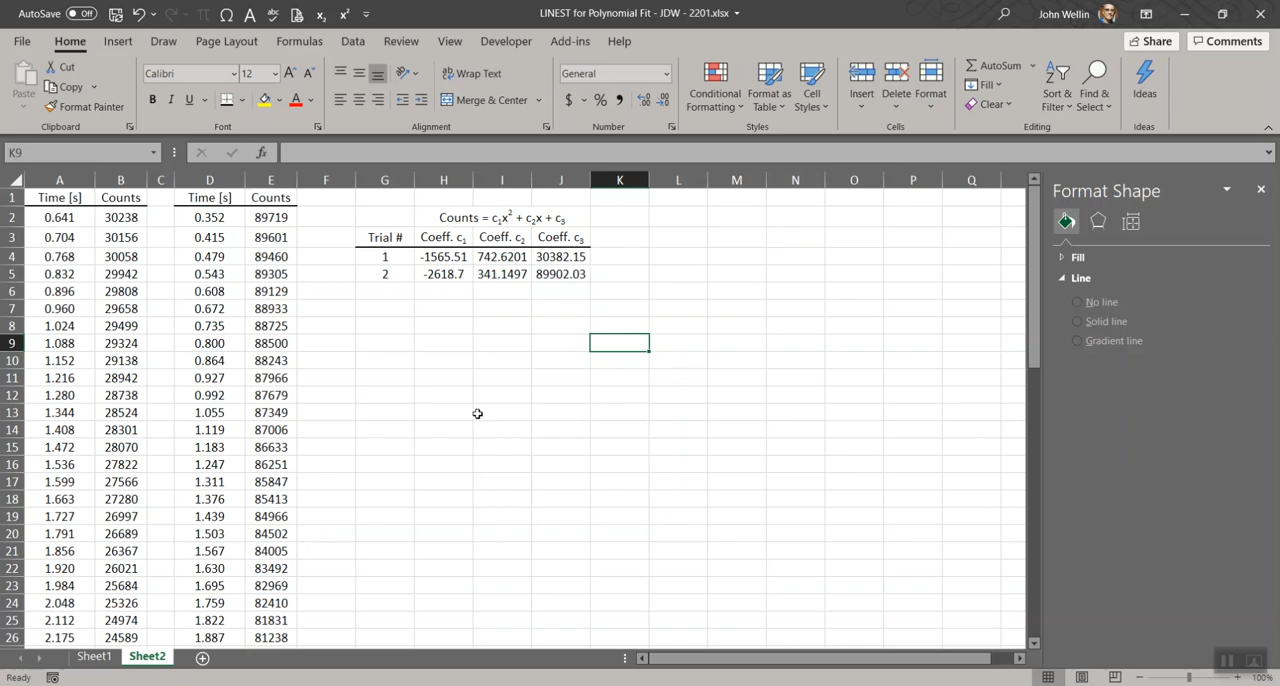 AutoSave Off
LINEST for Polynomial Fit - JDW - 2201.xlsx
John Wellin
File Home Insert Draw Page Layout Formulas Data Review View Developer Add-ins Help
Share Comments
Paste
Cut
Copy
Format Painter
Clipboard
Calibri 12
B I U
Font
Wrap Text
Merge & Center
Alignment
General
$ % ,
Number
Conditional Formatting
Format as Table
Cell Styles
Styles
Insert Delete Format
Cells
AutoSum
Fill
Clear
Sort & Filter
Find & Select
Editing
Ideas
Ideas
K9 fx
A B C D E F G H I J K L M N O P Q
1 Time [s] Counts Time [s] Counts
2 0.641 30238 0.352 89719 Counts = c₁x² + c₂x + c₃
3 0.704 30156 0.415 89601 Trial # Coeff. c₁ Coeff. c₂ Coeff. c₃
4 0.768 30058 0.479 89460 1 -1565.51 742.6201 30382.15
5 0.832 29942 0.543 89305 2 -2618.7 341.1497 89902.03
6 0.896 29808 0.608 89129
7 0.960 29658 0.672 88933
8 1.024 29499 0.735 88725
9 1.088 29324 0.800 88500
10 1.152 29138 0.864 88243
11 1.216 28942 0.927 87966
12 1.280 28738 0.992 87679
13 1.344 28524 1.055 87349
14 1.408 28301 1.119 87006
15 1.472 28070 1.183 86633
16 1.536 27822 1.247 86251
17 1.599 27566 1.311 85847
18 1.663 27280 1.376 85413
19 1.727 26997 1.439 84966
20 1.791 26689 1.503 84502
21 1.856 26367 1.567 84005
22 1.920 26021 1.630 83492
23 1.984 25684 1.695 82969
24 2.048 25326 1.759 82410
25 2.112 24974 1.822 81831
26 2.175 24589 1.887 81238
Format Shape
Fill
Line
No line
Solid line
Gradient line
Sheet1 Sheet2
Ready
100%